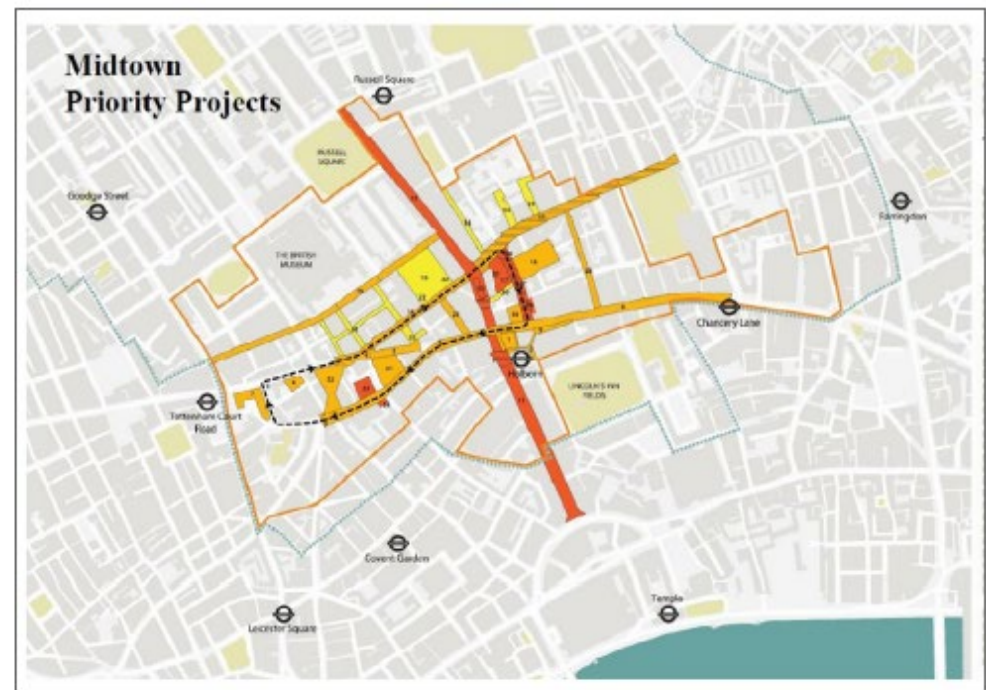 Midtown
Priority Projects
Russell Square
RUSSELL
SQUARE
Goodge Street
Farringdon
THE BRITISH
MUSEUM
Chancery Lane
Holborn
LINCOLN'S INN
FIELDS
Tottenham Court
Road
Covent Garden
Temple
Leicester Square